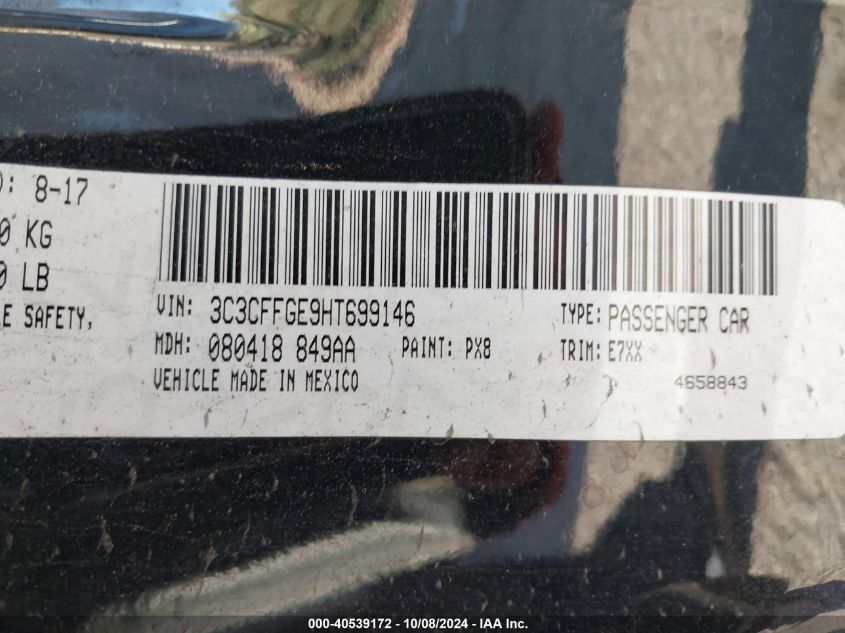 ): 8-17
0 KG
0 LB
E SAFETY,
VIN: 3C3CFFGE9HT699146 TYPE: PASSENGER CAR
MDH: 080418 849AA PAINT: PX8 TRIM: E7XX
VEHICLE MADE IN MEXICO 4658843
000-40539172 - 10/08/2024 - IAA Inc.